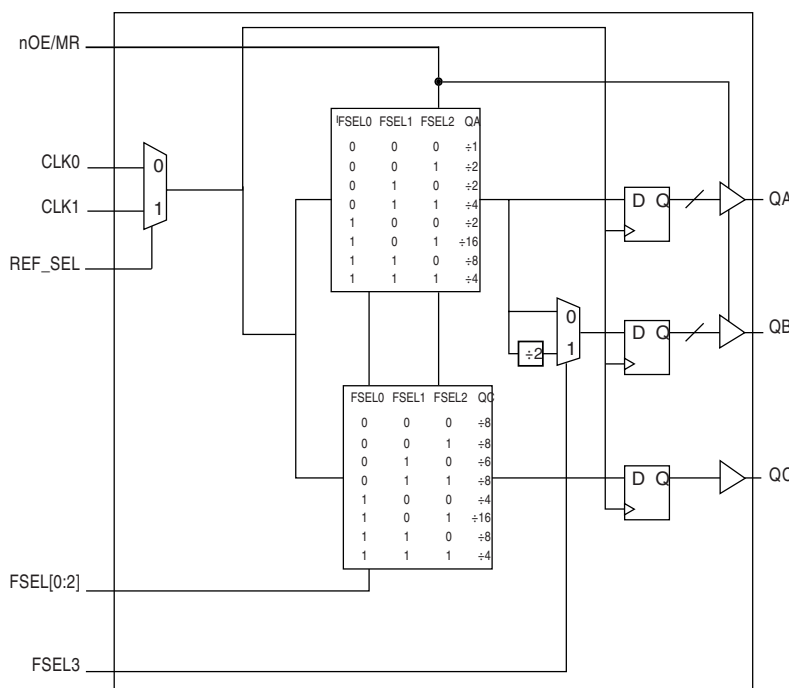 nOE/MR
CLK0
CLK1
REF_SEL
0
1
FSEL0 FSEL1 FSEL2 QA
0 0 0 ÷1
0 0 1 ÷2
0 1 0 ÷2
0 1 1 ÷4
1 0 0 ÷2
1 0 1 ÷16
1 1 0 ÷8
1 1 1 ÷4
D Q
QA
0
1
÷2
D Q
QB
FSEL0 FSEL1 FSEL2 QC
0 0 0 ÷8
0 0 1 ÷8
0 1 0 ÷6
0 1 1 ÷8
1 0 0 ÷4
1 0 1 ÷16
1 1 0 ÷8
1 1 1 ÷4
D Q
QC
FSEL[0:2]
FSEL3